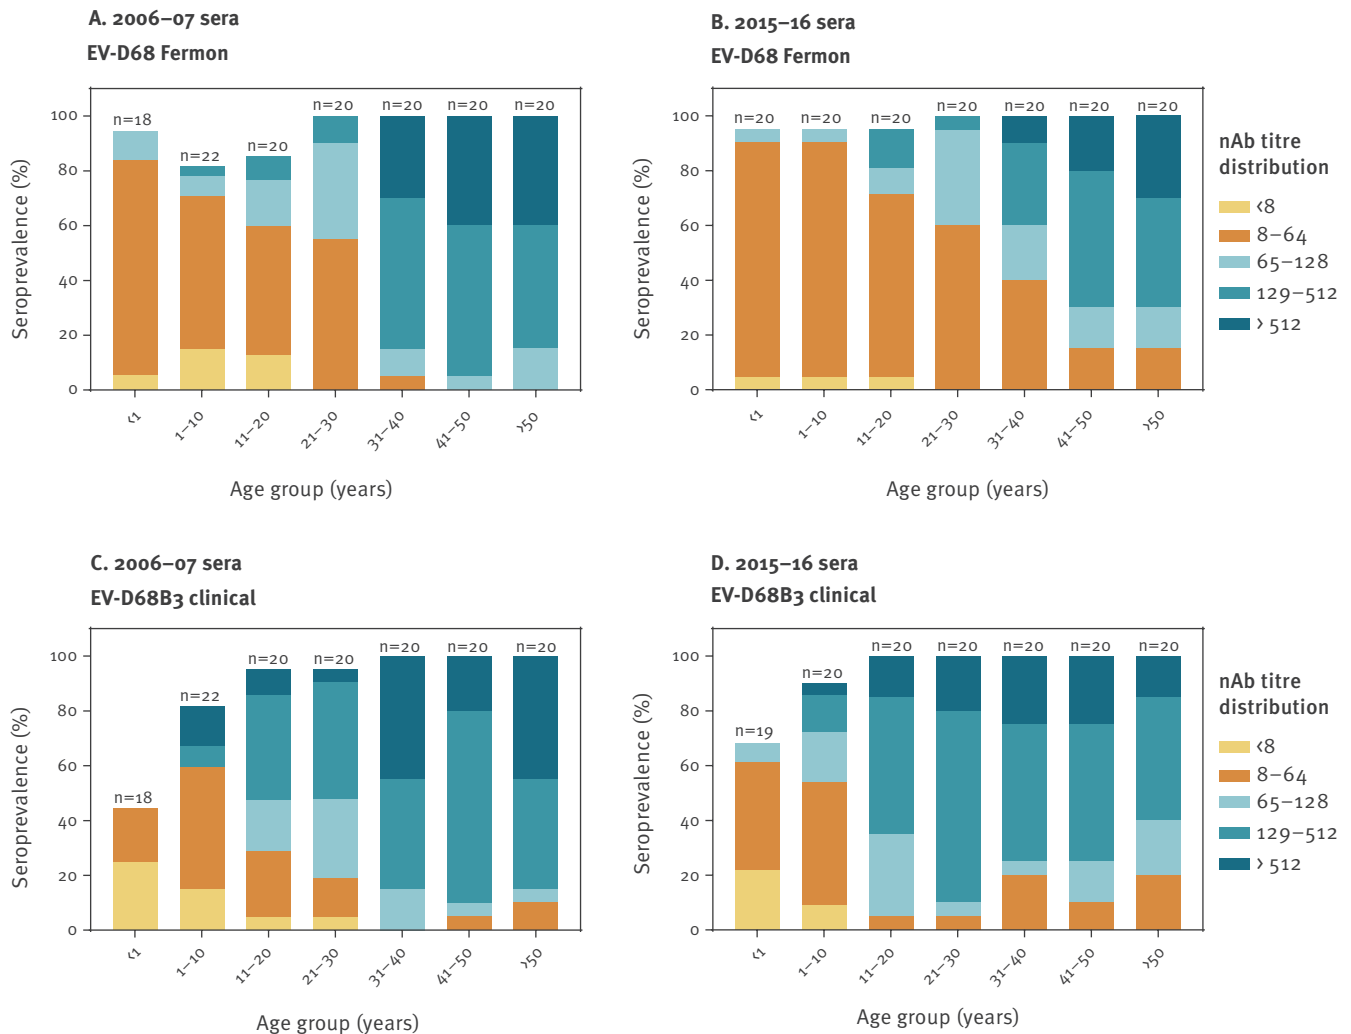 A. 2006–07 sera
EV-D68 Fermon
Seroprevalence (%)
100
80
60
40
20
0
n=18
n=22
n=20
n=20
n=20
n=20
n=20
<1
1–10
11–20
21–30
31–40
41–50
>50
Age group (years)
B. 2015–16 sera
EV-D68 Fermon
Seroprevalence (%)
100
80
60
40
20
0
n=20
n=20
n=20
n=20
n=20
n=20
n=20
<1
1–10
11–20
21–30
31–40
41–50
>50
Age group (years)
nAb titre
distribution
<8
8–64
65–128
129–512
> 512
C. 2006–07 sera
EV-D68B3 clinical
Seroprevalence (%)
100
80
60
40
20
0
n=18
n=22
n=20
n=20
n=20
n=20
n=20
<1
1–10
11–20
21–30
31–40
41–50
>50
Age group (years)
D. 2015–16 sera
EV-D68B3 clinical
Seroprevalence (%)
100
80
60
40
20
0
n=19
n=20
n=20
n=20
n=20
n=20
n=20
<1
1–10
11–20
21–30
31–40
41–50
>50
Age group (years)
nAb titre
distribution
<8
8–64
65–128
129–512
> 512